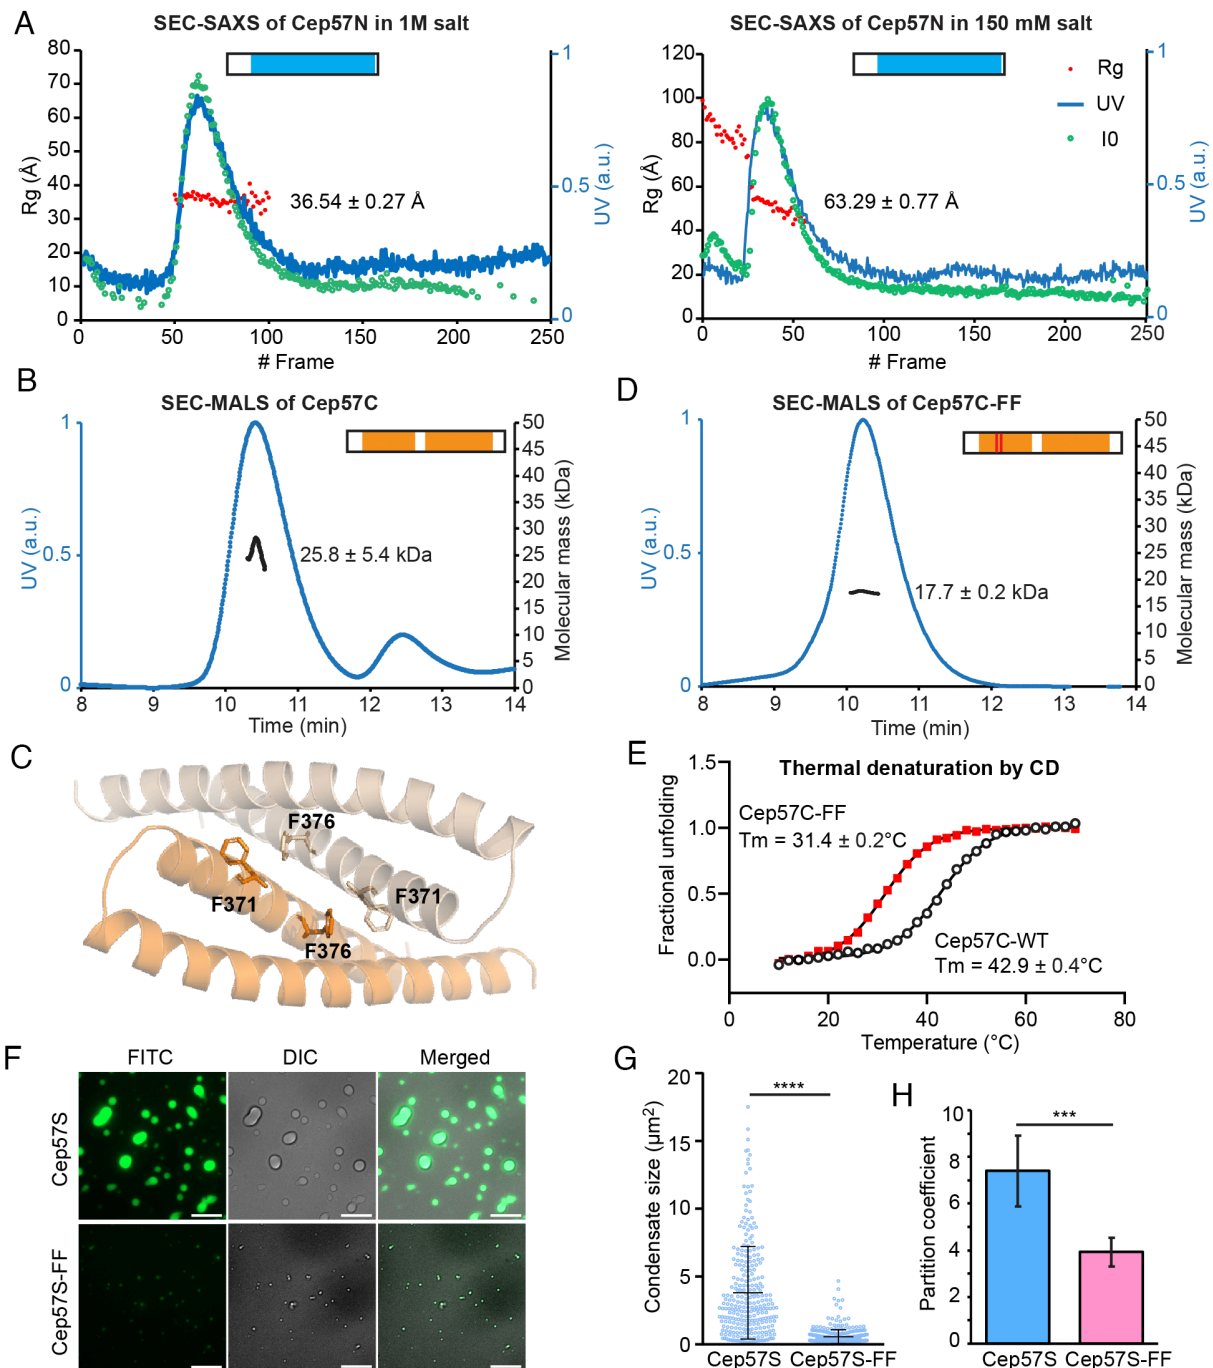 A
SEC-SAXS of Cep57N in 1M salt
80
70
60
50
40
30
20
10
0
Rg (Å)
1
0.5
0
UV (a.u.)
36.54 ± 0.27 Å
0
50
100
150
200
250
# Frame
SEC-SAXS of Cep57N in 150 mM salt
120
100
80
60
40
20
0
Rg (Å)
1
0.5
0
UV (a.u.)
Rg
UV
I0
63.29 ± 0.77 Å
0
50
100
150
200
250
# Frame
B
SEC-MALS of Cep57C
1
0.5
0
UV (a.u.)
50
45
40
35
30
25
20
15
10
5
0
Molecular mass (kDa)
25.8 ± 5.4 kDa
8
9
10
11
12
13
14
Time (min)
D
SEC-MALS of Cep57C-FF
1
0.5
0
UV (a.u.)
50
45
40
35
30
25
20
15
10
5
0
Molecular mass (kDa)
17.7 ± 0.2 kDa
8
9
10
11
12
13
14
Time (min)
C
F376
F371
F371
F376
E
Thermal denaturation by CD
1.5
1.0
0.5
0.0
Fractional unfolding
Cep57C-FF
Tm = 31.4 ± 0.2°C
Cep57C-WT
Tm = 42.9 ± 0.4°C
0
20
40
60
80
Temperature (°C)
F
FITC
DIC
Merged
Cep57S
Cep57S-FF
G
20
15
10
5
0
Condensate size (μm²)
****
Cep57S
Cep57S-FF
H
10
8
6
4
2
0
Partition coefficient
***
Cep57S
Cep57S-FF